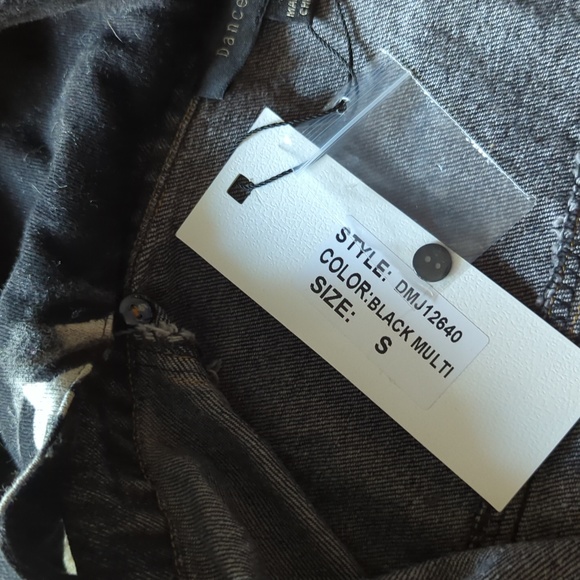 Dance
STYLE: DMJ12640
COLOR:BLACK MULTI
SIZE: S